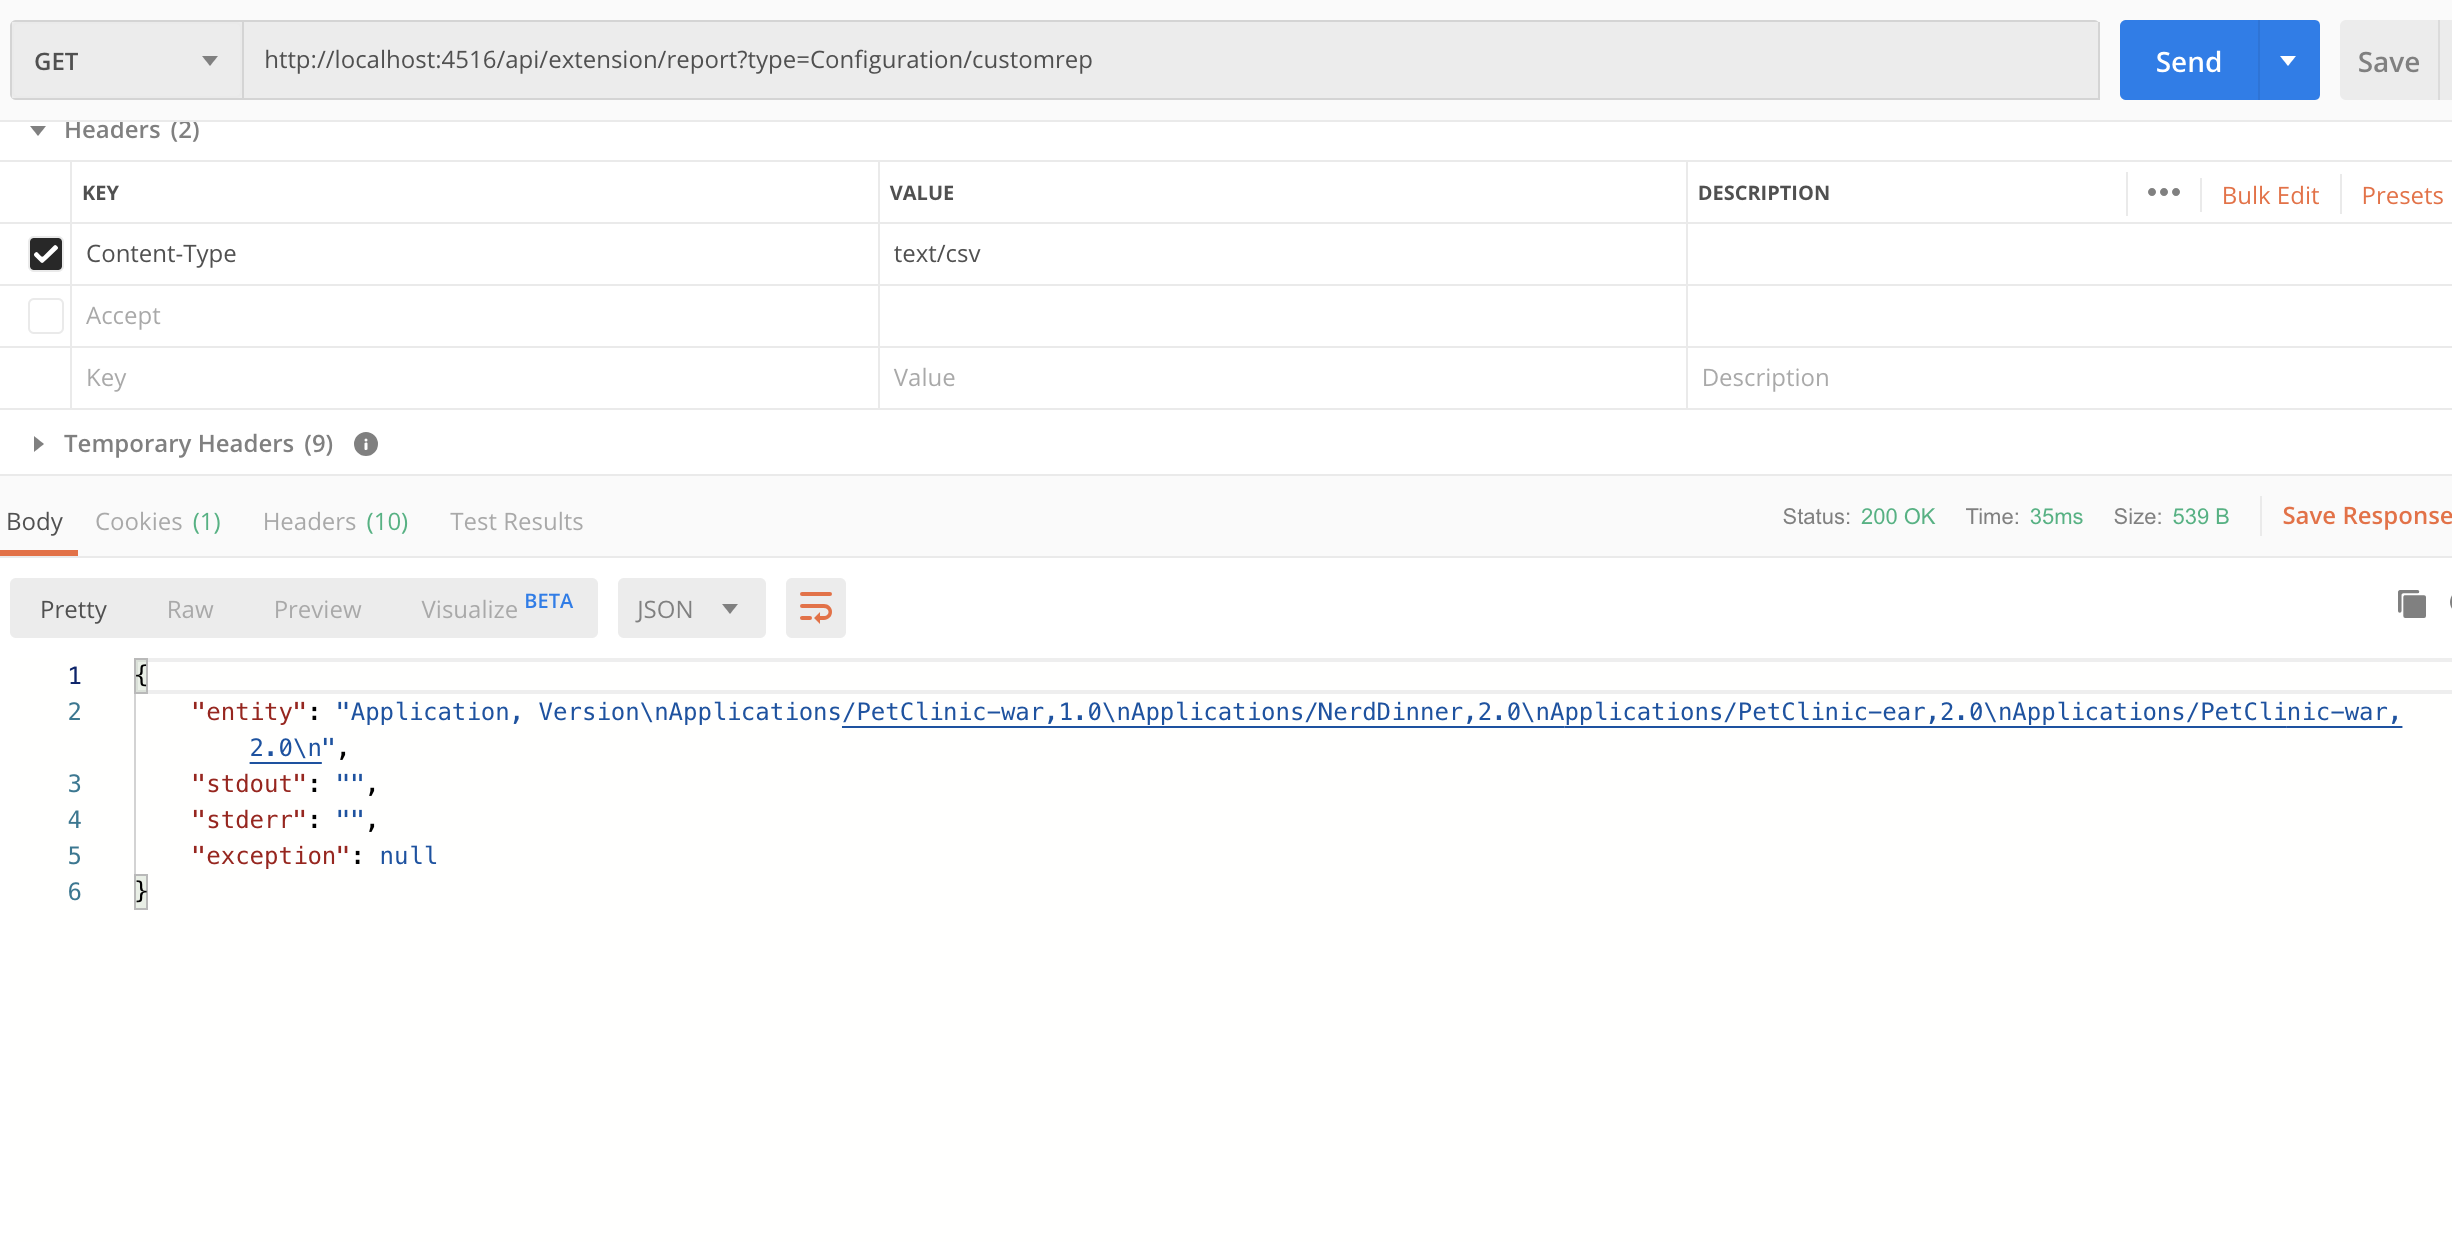 GET http://localhost:4516/api/extension/report?type=Configuration/customrep Send Save
Headers (2)
KEY VALUE DESCRIPTION ••• Bulk Edit Presets
Content-Type text/csv
Accept
Key Value Description
Temporary Headers (9) i
Body Cookies (1) Headers (10) Test Results Status: 200 OK Time: 35ms Size: 539 B Save Response
Pretty Raw Preview Visualize BETA JSON
1 {
2 "entity": "Application, Version\nApplications/PetClinic-war,1.0\nApplications/NerdDinner,2.0\nApplications/PetClinic-ear,2.0\nApplications/PetClinic-war,
2.0\n",
3 "stdout": "",
4 "stderr": "",
5 "exception": null
6 }